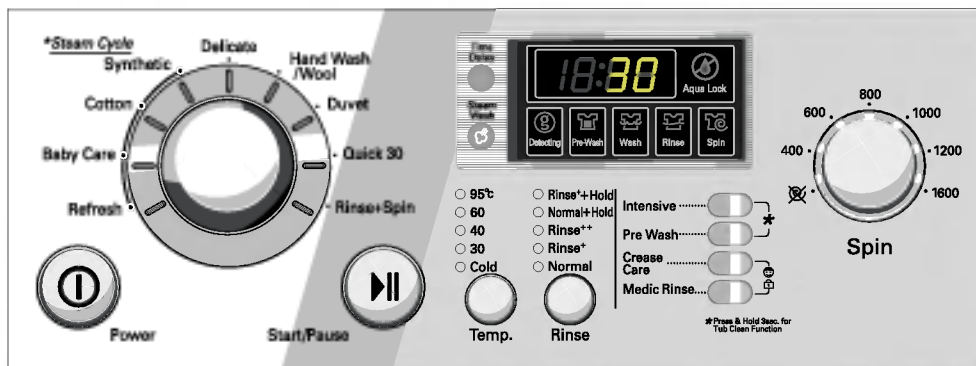 *Steam Cycle
Delicate
Synthetic
Hand Wash
/Wool
Cotton
Duvet
Baby Care
Quick 30
Refresh
Rinse+Spin
Power
Start/Pause
Time
Delay
Steam
Wash
18:30
Aqua Lock
Detecting
Pre-Wash
Wash
Rinse
Spin
95℃
60
40
30
Cold
Temp.
Rinse⁺+Hold
Normal+Hold
Rinse⁺⁺
Rinse⁺
Normal
Rinse
Intensive
Pre Wash
Crease
Care
Medic Rinse
*
*Press & Hold 3sec. for
Tub Clean Function
400
600
800
1000
1200
1600
Spin